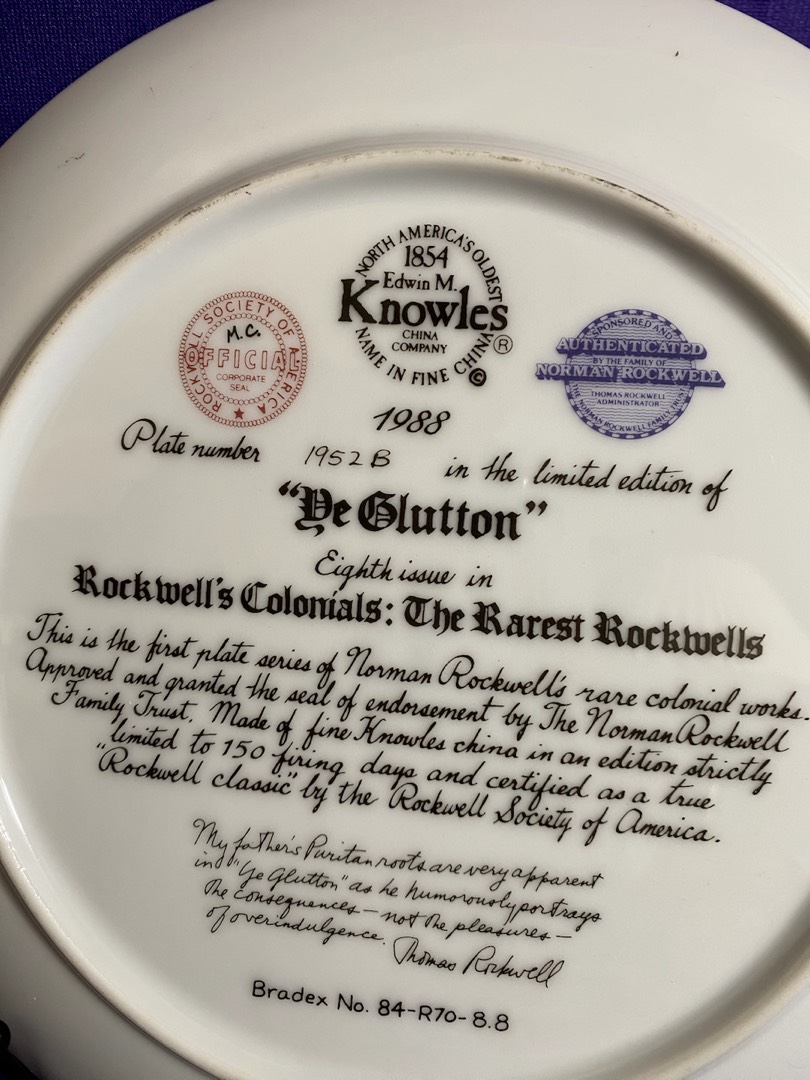 NORTH AMERICA'S OLDEST
1854
Edwin M.
Knowles ®
CHINA
COMPANY
NAME IN FINE CHINA ©
ROCKWELL SOCIETY OF AMERICA ★
M.C.
OFFICIAL
CORPORATE
SEAL
SPONSORED AND
AUTHENTICATED
BY THE FAMILY OF
NORMAN ROCKWELL
THOMAS ROCKWELL
ADMINISTRATOR
THE NORMAN ROCKWELL FAMILY TRUST
1988
Plate number 1952 B in the limited edition of
"Ye Glutton"
Eighth issue in
Rockwell's Colonials: The Rarest Rockwells
This is the first plate series of Norman Rockwell's rare colonial works.
Approved and granted the seal of endorsement by The Norman Rockwell
Family Trust. Made of fine Knowles china in an edition strictly
limited to 150 firing days and certified as a true
"Rockwell classic" by the Rockwell Society of America.
My father's Puritan roots are very apparent
in "Ye Glutton" as he humorously portrays
the consequences — not the pleasures —
of overindulgence. Thomas Rockwell
Bradex No. 84-R70-8.8